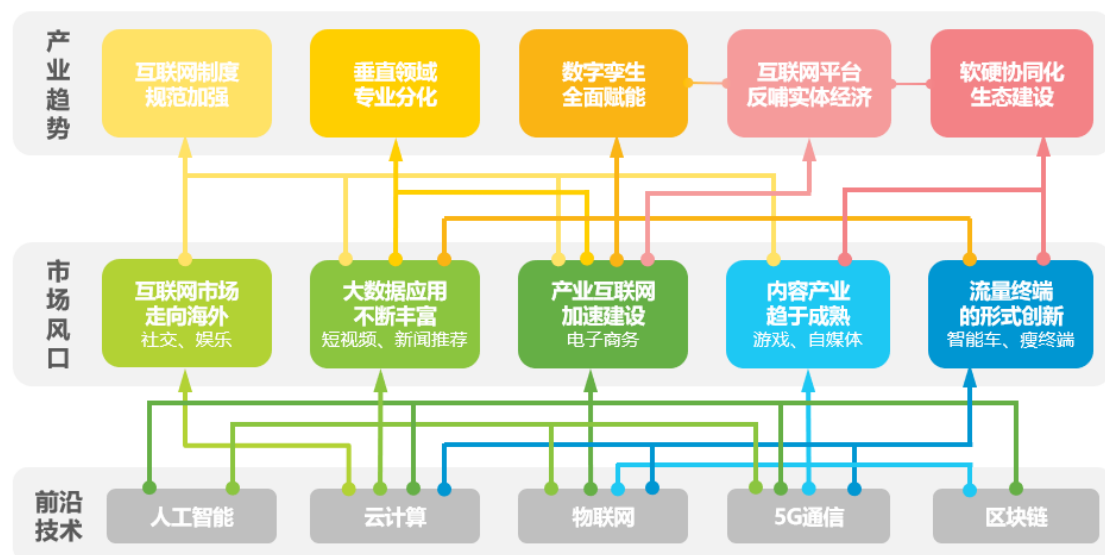 产业趋势
互联网制度
规范加强
垂直领域
专业分化
数字孪生
全面赋能
互联网平台
反哺实体经济
软硬协同化
生态建设
市场风口
互联网市场
走向海外
社交、娱乐
大数据应用
不断丰富
短视频、新闻推荐
产业互联网
加速建设
电子商务
内容产业
趋于成熟
游戏、自媒体
流量终端
的形式创新
智能车、瘦终端
前沿
技术
人工智能
云计算
物联网
5G通信
区块链